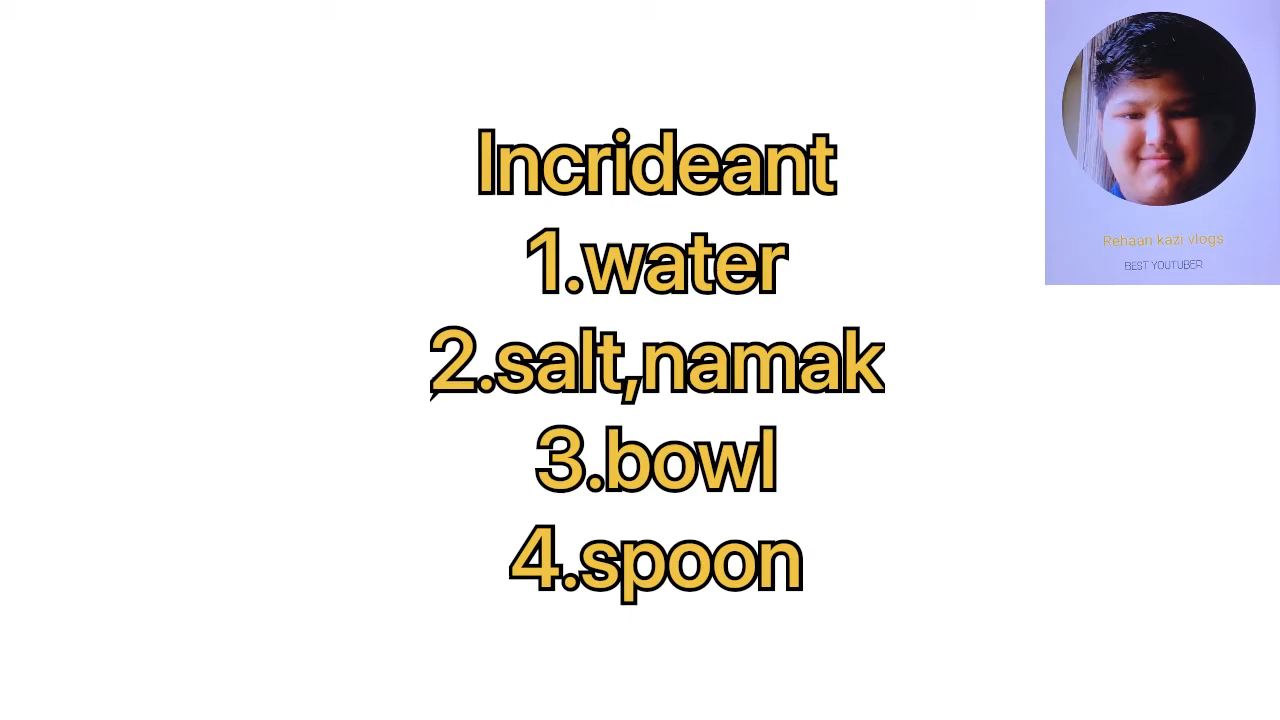 Incrideant
1.water
2.salt,namak
3.bowl
4.spoon
Rehaan kazi vlogs
BEST YOUTUBER